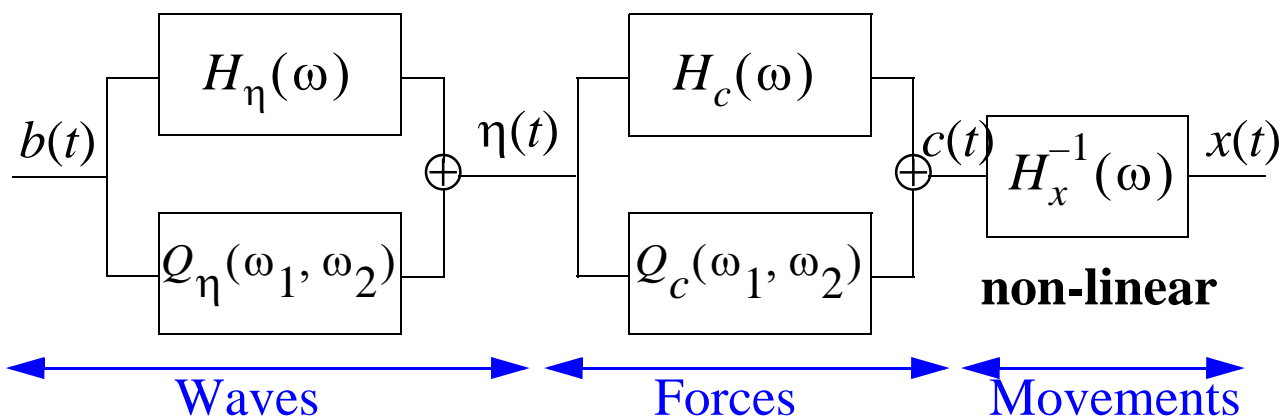 H_η(ω)
H_c(ω)
b(t)
η(t)
c(t)
H_x^{-1}(ω)
x(t)
Q_η(ω_1, ω_2)
Q_c(ω_1, ω_2)
non-linear
Waves
Forces
Movements